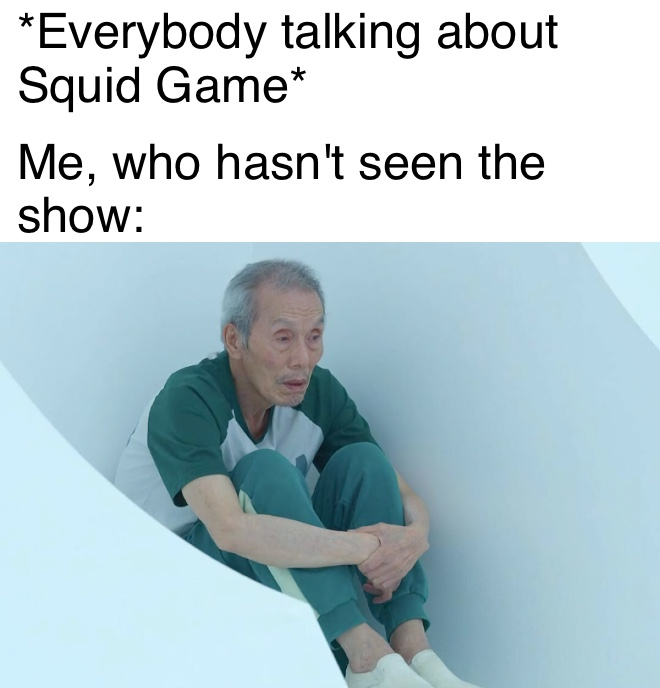 *Everybody talking about
Squid Game*
Me, who hasn't seen the
show: